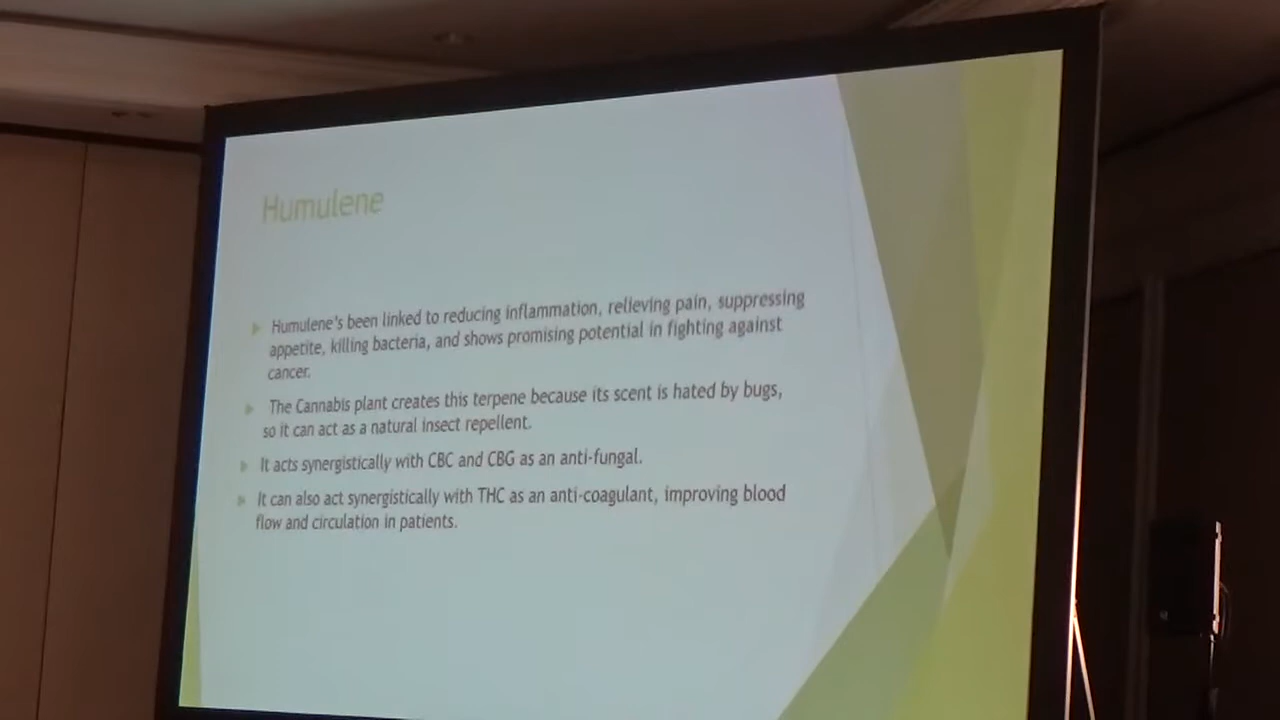 Humulene
Humulene's been linked to reducing inflammation, relieving pain, suppressing
appetite, killing bacteria, and shows promising potential in fighting against
cancer.
The Cannabis plant creates this terpene because its scent is hated by bugs,
so it can act as a natural insect repellent.
It acts synergistically with CBC and CBG as an anti-fungal.
It can also act synergistically with THC as an anti-coagulant, improving blood
flow and circulation in patients.